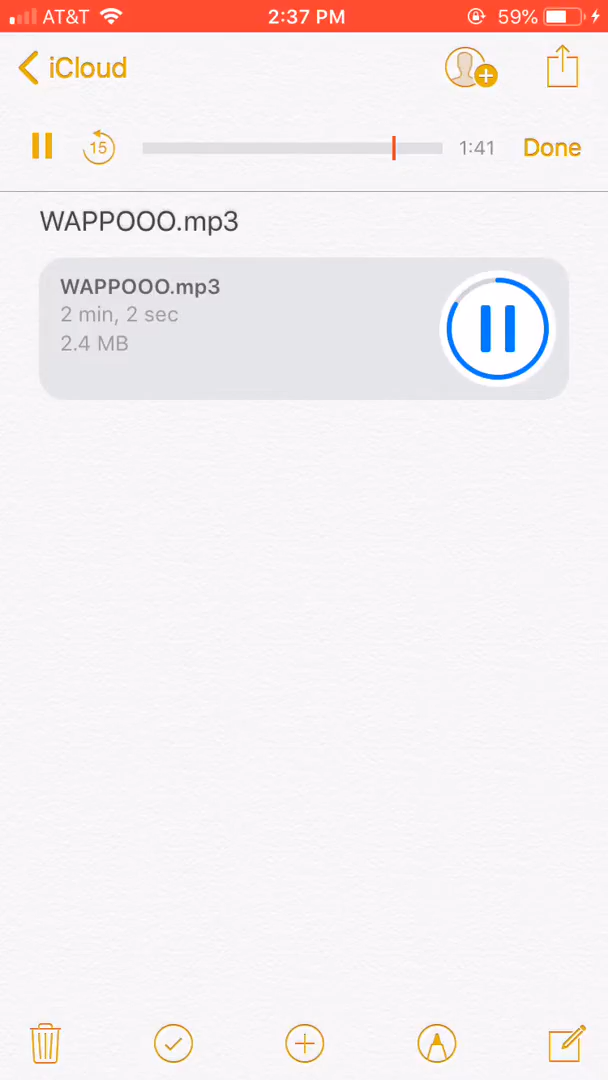 AT&T 2:37 PM 59%
iCloud
15 1:41 Done
WAPPOOO.mp3
WAPPOOO.mp3
2 min, 2 sec
2.4 MB